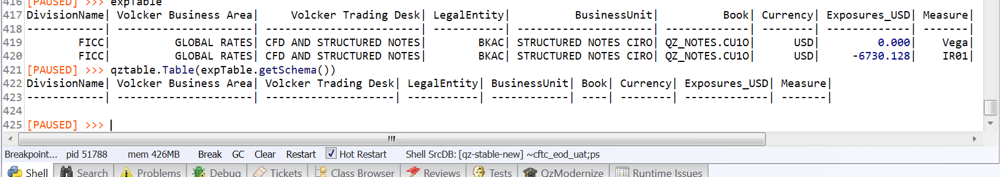 416 [PAUSED] >>> expTable
417 DivisionName| Volcker Business Area| Volcker Trading Desk| LegalEntity| BusinessUnit| Book| Currency| Exposures_USD| Measure|
418 ------------| ---------------------| ------------------------| -----------| ---------------------| -------------| --------| -------------| -------|
419 FICC| GLOBAL RATES| CFD AND STRUCTURED NOTES| BKAC| STRUCTURED NOTES CIRO| QZ_NOTES.CU1O| USD| 0.000| Vega|
420 FICC| GLOBAL RATES| CFD AND STRUCTURED NOTES| BKAC| STRUCTURED NOTES CIRO| QZ_NOTES.CU1O| USD| -6730.128| IR01|
421 [PAUSED] >>> qztable.Table(expTable.getSchema())
422 DivisionName| Volcker Business Area| Volcker Trading Desk| LegalEntity| BusinessUnit| Book| Currency| Exposures_USD| Measure|
423 ------------| ---------------------| --------------------| -----------| ------------| ----| --------| -------------| -------|
424
425 [PAUSED] >>>
Breakpoint... pid 51788 mem 426MB Break GC Clear Restart Hot Restart Shell SrcDB: [qz-stable-new] ~cftc_eod_uat;ps
Shell Search Problems Debug Tickets Class Browser Reviews Tests QzModernize Runtime Issues